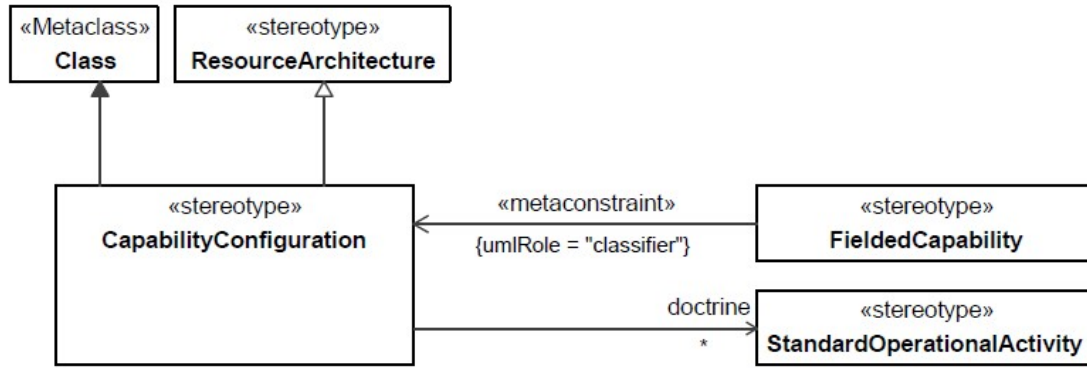 «Metaclass»
Class
«stereotype»
ResourceArchitecture
«stereotype»
CapabilityConfiguration
«metaconstraint»
{umlRole = "classifier"}
«stereotype»
FieldedCapability
doctrine
*
«stereotype»
StandardOperationalActivity